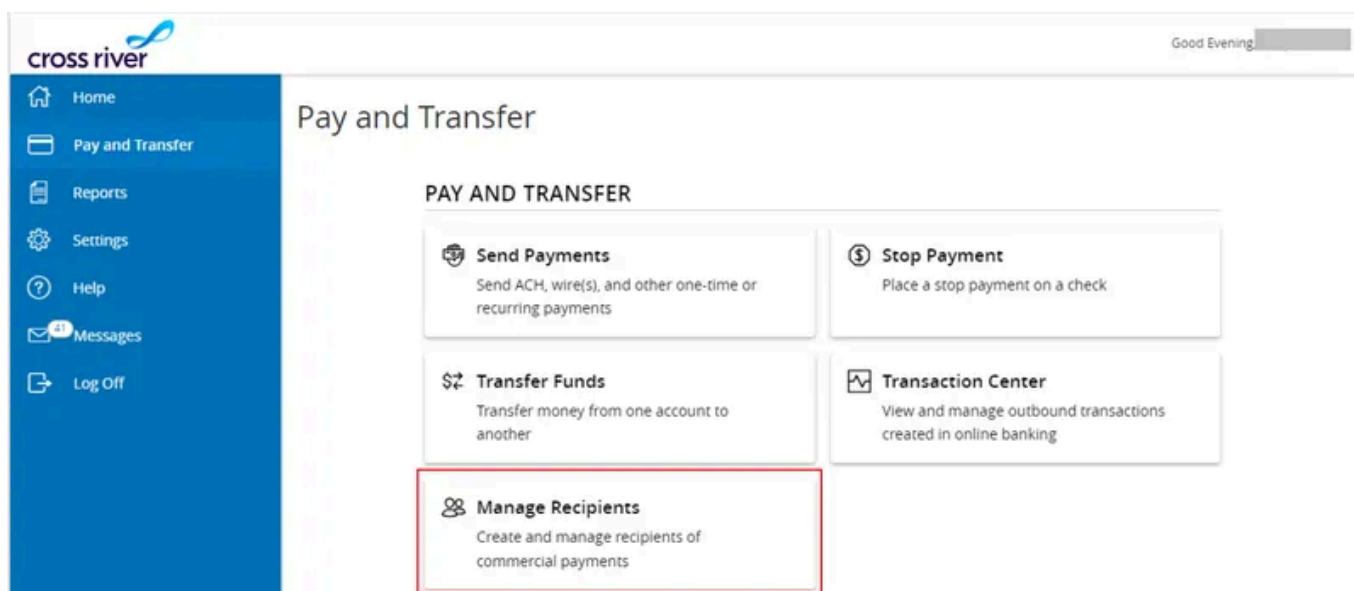 cross river
Good Evening,
Home
Pay and Transfer
Reports
Settings
Help
41
Messages
Log Off
Pay and Transfer
PAY AND TRANSFER
Send Payments
Send ACH, wire(s), and other one-time or
recurring payments
Stop Payment
Place a stop payment on a check
Transfer Funds
Transfer money from one account to
another
Transaction Center
View and manage outbound transactions
created in online banking
Manage Recipients
Create and manage recipients of
commercial payments